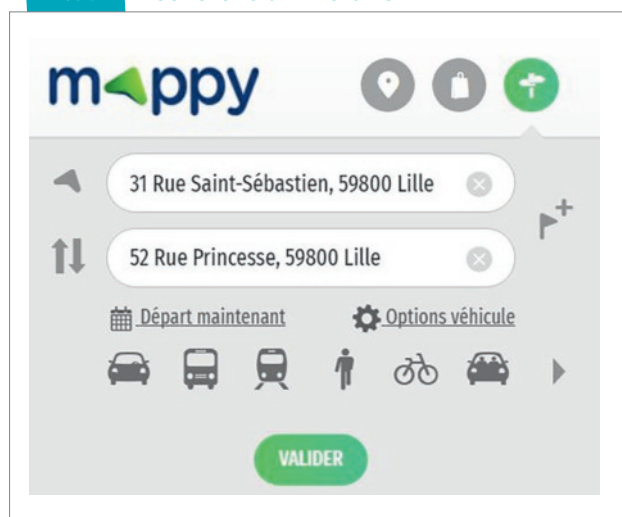 mappy
31 Rue Saint-Sébastien, 59800 Lille
52 Rue Princesse, 59800 Lille
Départ maintenant Options véhicule
VALIDER